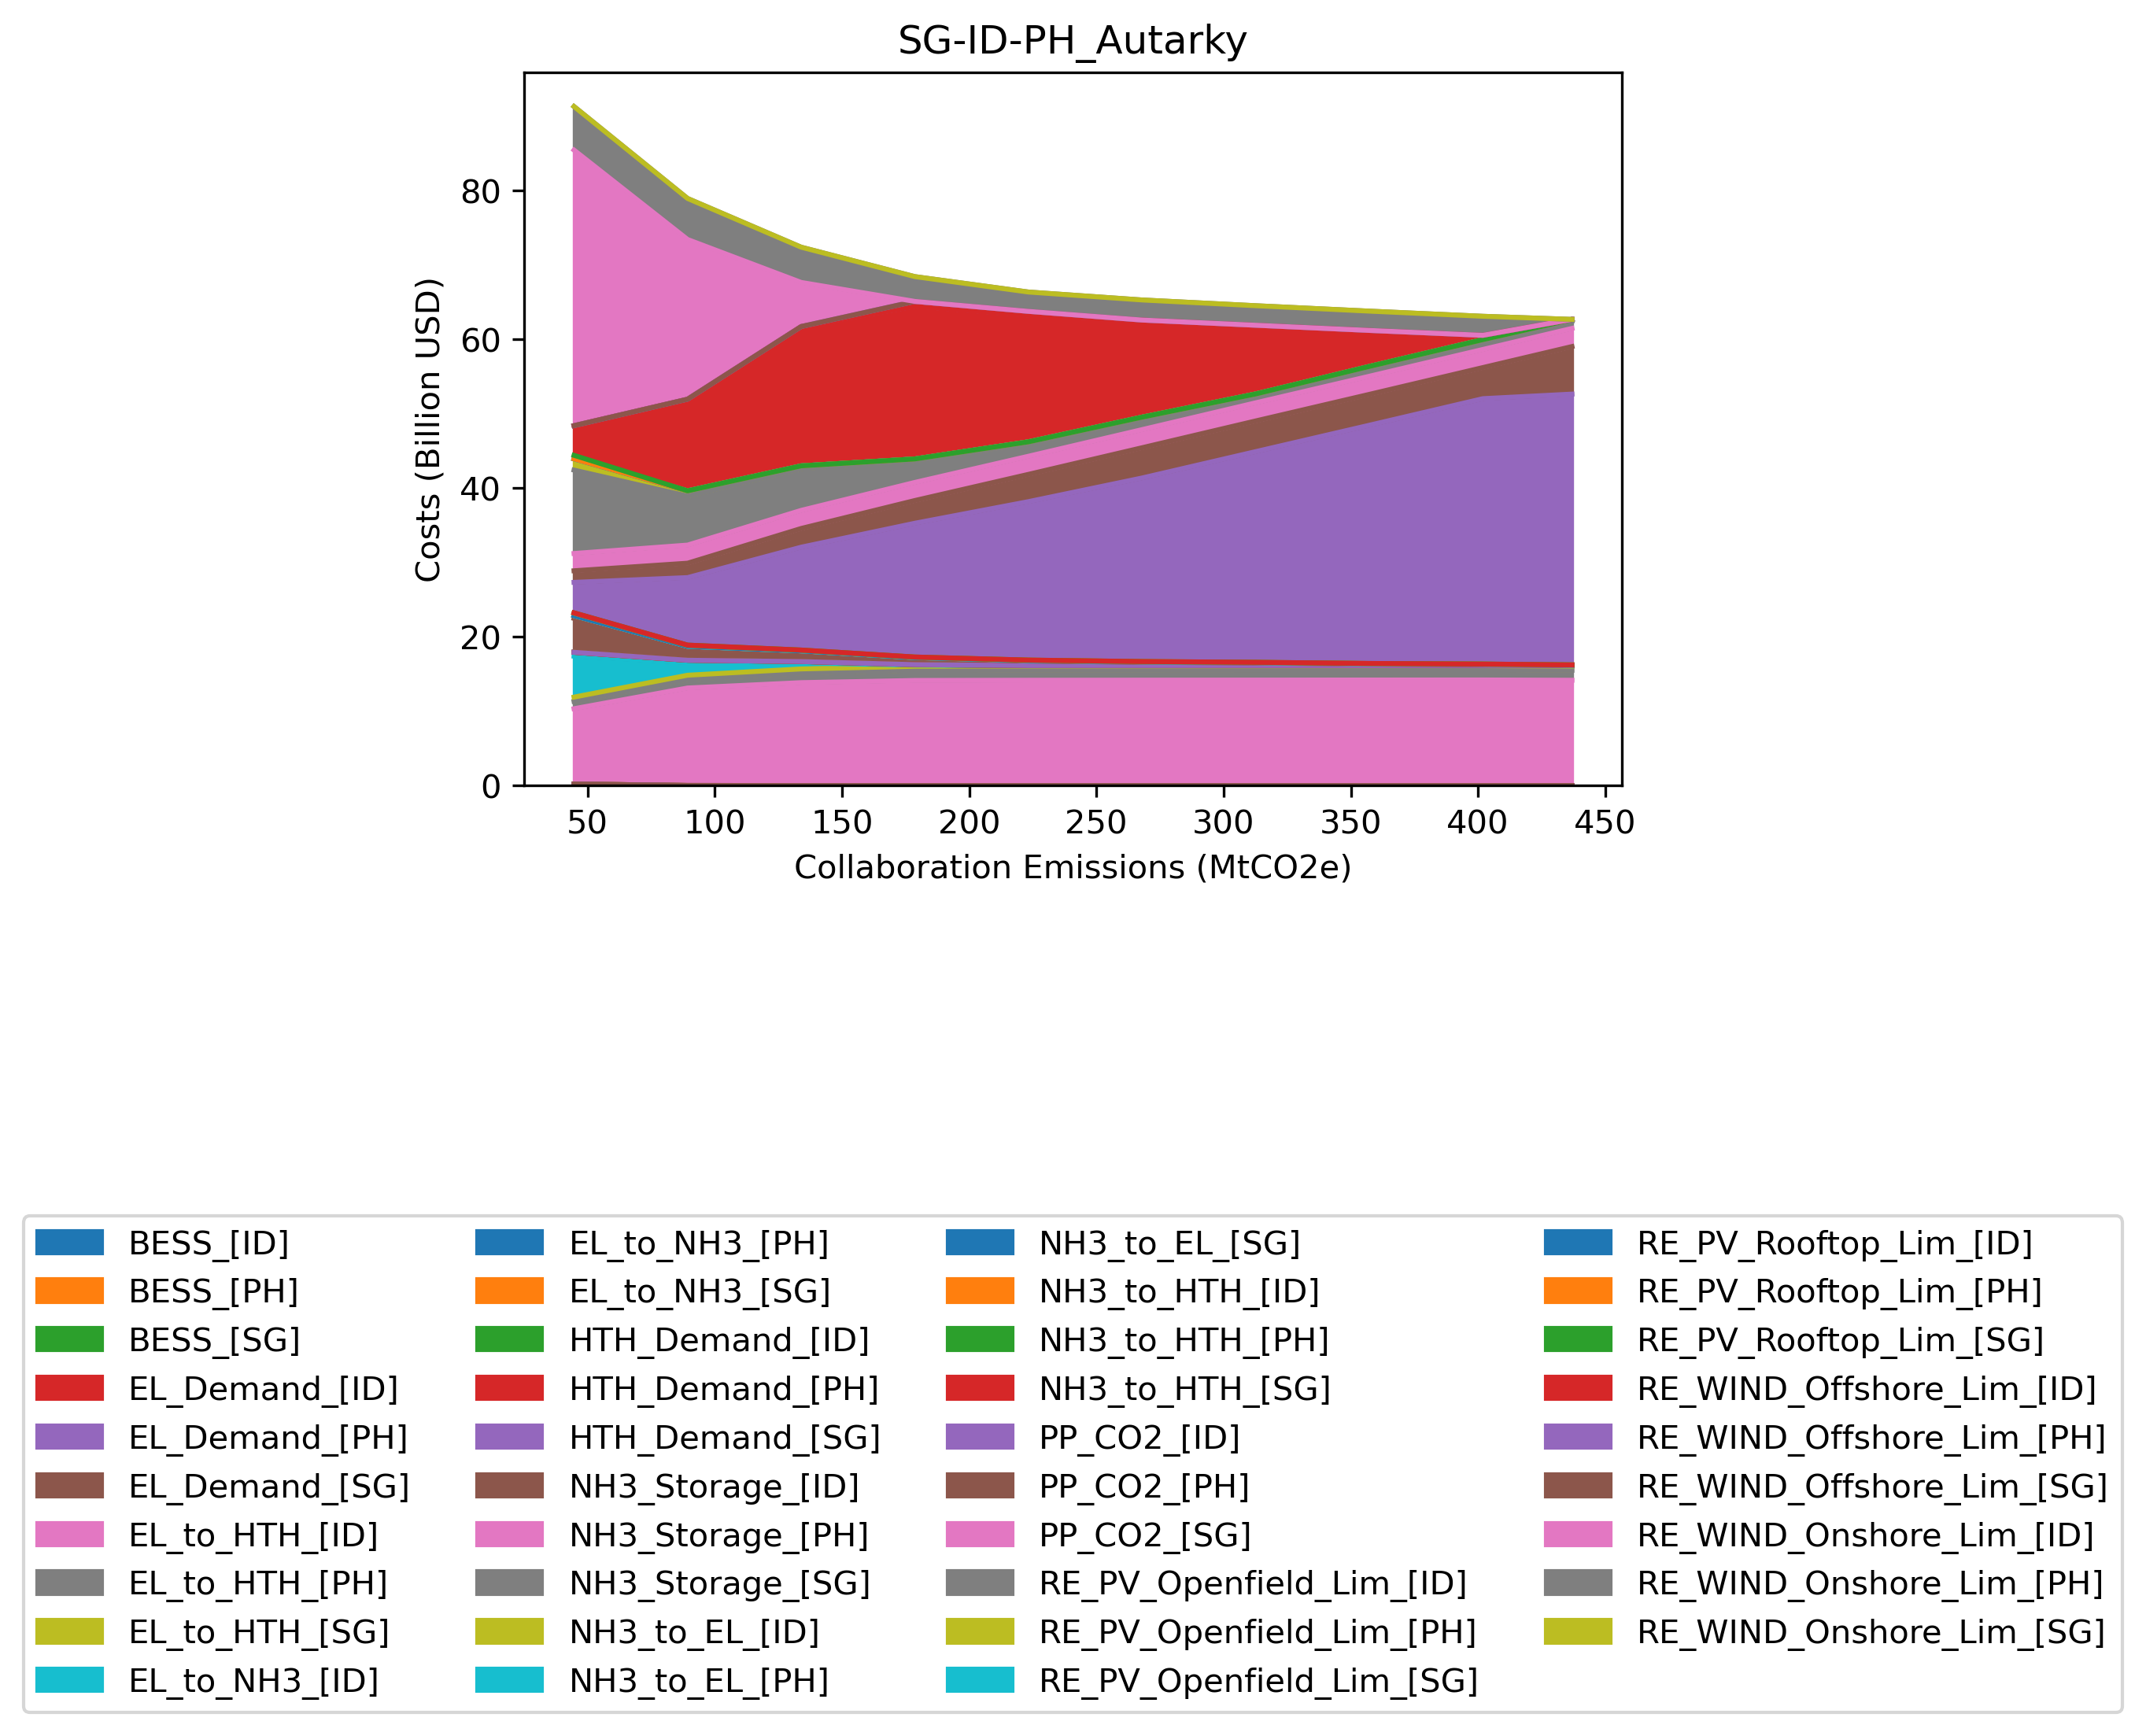 SG-ID-PH_Autarky
Costs (Billion USD)
80
60
40
20
0
50 100 150 200 250 300 350 400 450
Collaboration Emissions (MtCO2e)
BESS_[ID]
BESS_[PH]
BESS_[SG]
EL_Demand_[ID]
EL_Demand_[PH]
EL_Demand_[SG]
EL_to_HTH_[ID]
EL_to_HTH_[PH]
EL_to_HTH_[SG]
EL_to_NH3_[ID]
EL_to_NH3_[PH]
EL_to_NH3_[SG]
HTH_Demand_[ID]
HTH_Demand_[PH]
HTH_Demand_[SG]
NH3_Storage_[ID]
NH3_Storage_[PH]
NH3_Storage_[SG]
NH3_to_EL_[ID]
NH3_to_EL_[PH]
NH3_to_EL_[SG]
NH3_to_HTH_[ID]
NH3_to_HTH_[PH]
NH3_to_HTH_[SG]
PP_CO2_[ID]
PP_CO2_[PH]
PP_CO2_[SG]
RE_PV_Openfield_Lim_[ID]
RE_PV_Openfield_Lim_[PH]
RE_PV_Openfield_Lim_[SG]
RE_PV_Rooftop_Lim_[ID]
RE_PV_Rooftop_Lim_[PH]
RE_PV_Rooftop_Lim_[SG]
RE_WIND_Offshore_Lim_[ID]
RE_WIND_Offshore_Lim_[PH]
RE_WIND_Offshore_Lim_[SG]
RE_WIND_Onshore_Lim_[ID]
RE_WIND_Onshore_Lim_[PH]
RE_WIND_Onshore_Lim_[SG]